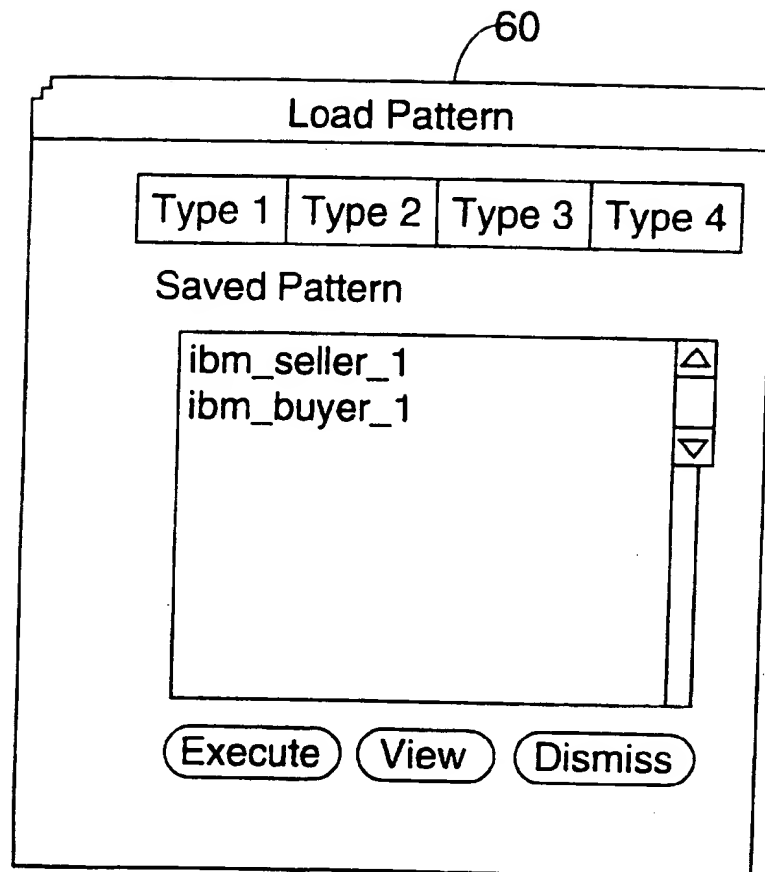 60
Load Pattern
Type 1 Type 2 Type 3 Type 4
Saved Pattern
ibm_seller_1
ibm_buyer_1
Execute View Dismiss